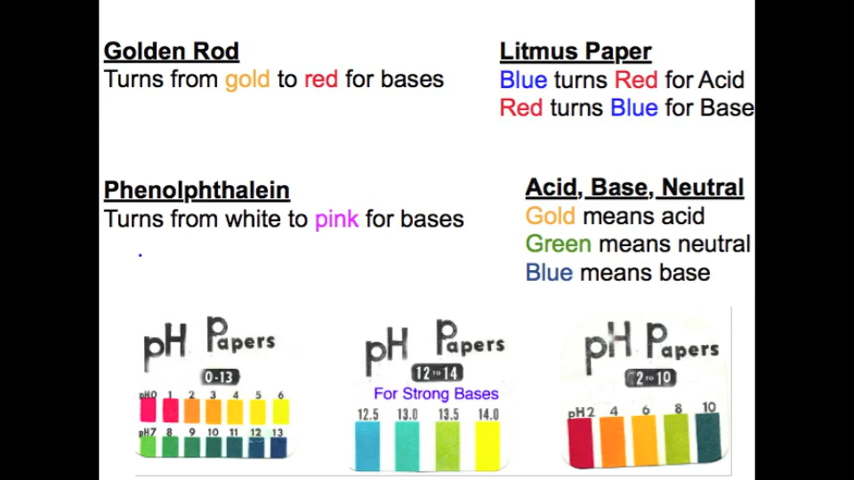 Golden Rod
Turns from gold to red for bases
Litmus Paper
Blue turns Red for Acid
Red turns Blue for Base
Phenolphthalein
Turns from white to pink for bases
Acid, Base, Neutral
Gold means acid
Green means neutral
Blue means base
pH Papers
0-13
pH0 1 2 3 4 5 6
pH7 8 9 10 11 12 13
pH Papers
12 TO 14
For Strong Bases
12.5 13.0 13.5 14.0
pH Papers
2 TO 10
pH2 4 6 8 10